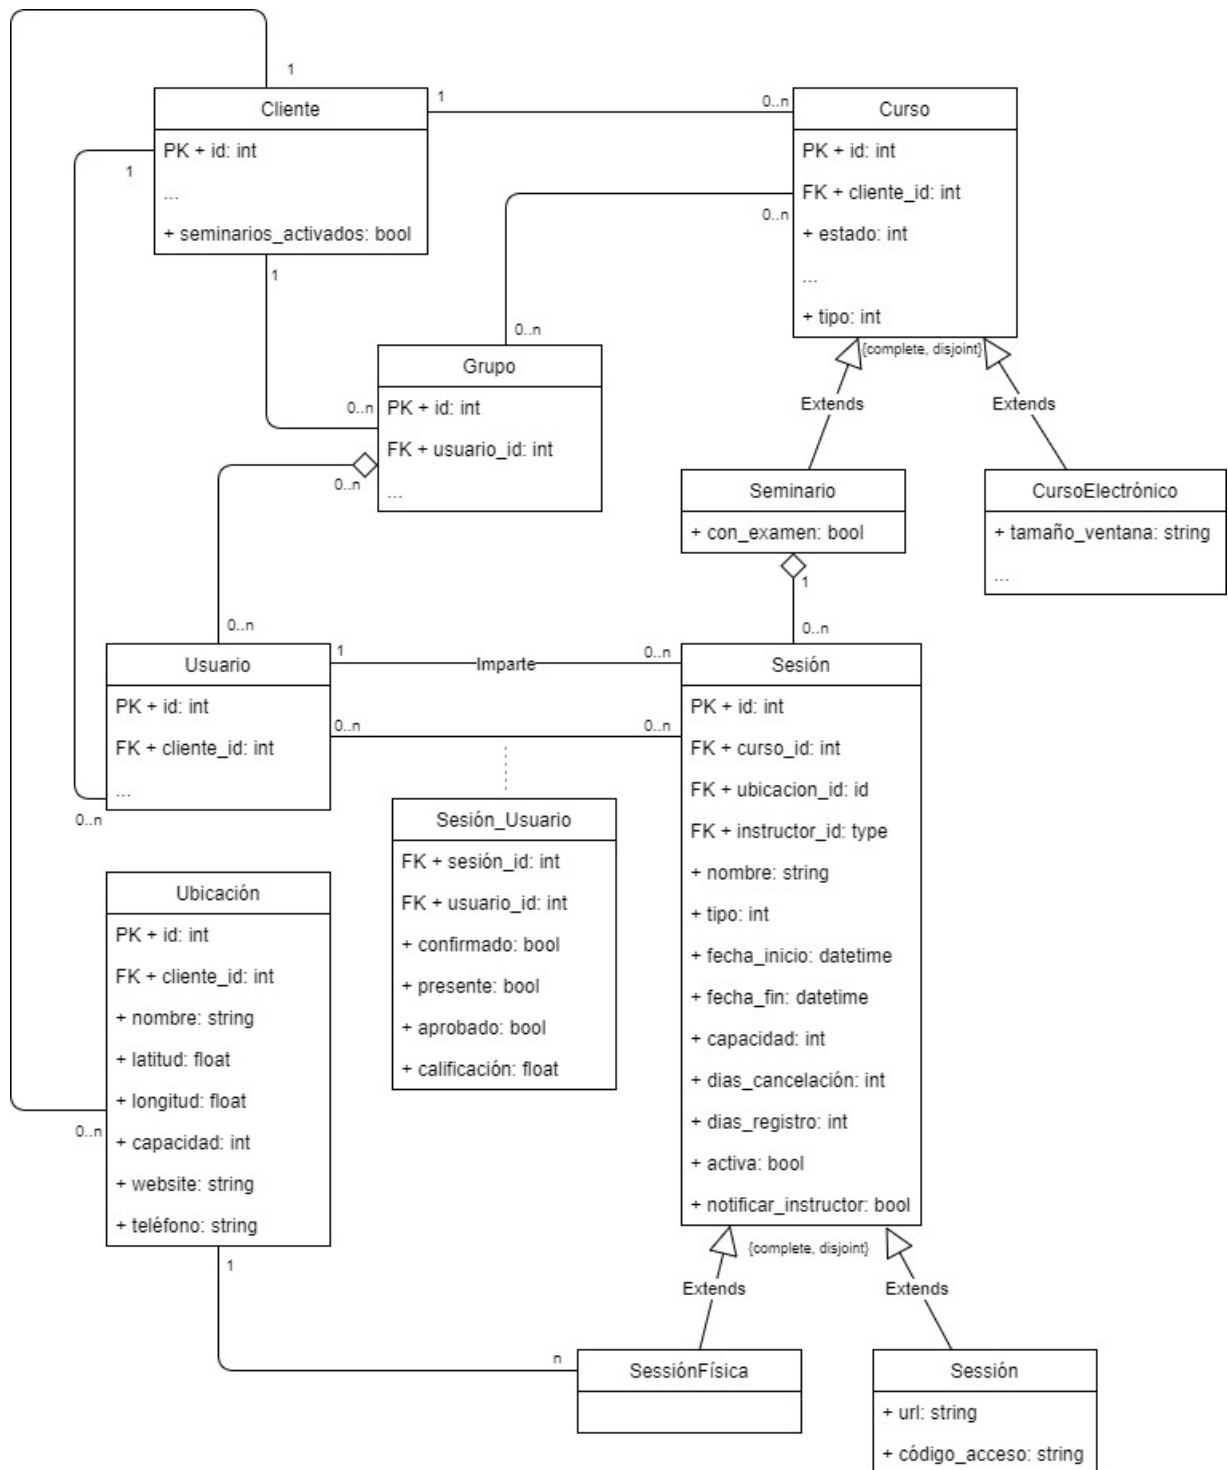 1
Cliente
PK + id: int
...
+ seminarios_activados: bool
1
0..n
Curso
PK + id: int
FK + cliente_id: int
+ estado: int
...
+ tipo: int
1
1
0..n
0..n
{complete, disjoint}
Grupo
PK + id: int
FK + usuario_id: int
...
0..n
0..n
Extends
Extends
Seminario
+ con_examen: bool
CursoElectrónico
+ tamaño_ventana: string
...
1
0..n
0..n
Usuario
PK + id: int
FK + cliente_id: int
...
0..n
1
Imparte
0..n
0..n
0..n
Sesión
PK + id: int
FK + curso_id: int
FK + ubicacion_id: id
FK + instructor_id: type
+ nombre: string
+ tipo: int
+ fecha_inicio: datetime
+ fecha_fin: datetime
+ capacidad: int
+ dias_cancelación: int
+ dias_registro: int
+ activa: bool
+ notificar_instructor: bool
Sesión_Usuario
FK + sesión_id: int
FK + usuario_id: int
+ confirmado: bool
+ presente: bool
+ aprobado: bool
+ calificación: float
Ubicación
PK + id: int
FK + cliente_id: int
+ nombre: string
+ latitud: float
+ longitud: float
+ capacidad: int
+ website: string
+ teléfono: string
0..n
1
n
{complete, disjoint}
Extends
Extends
SessiónFísica
Sessión
+ url: string
+ código_acceso: string